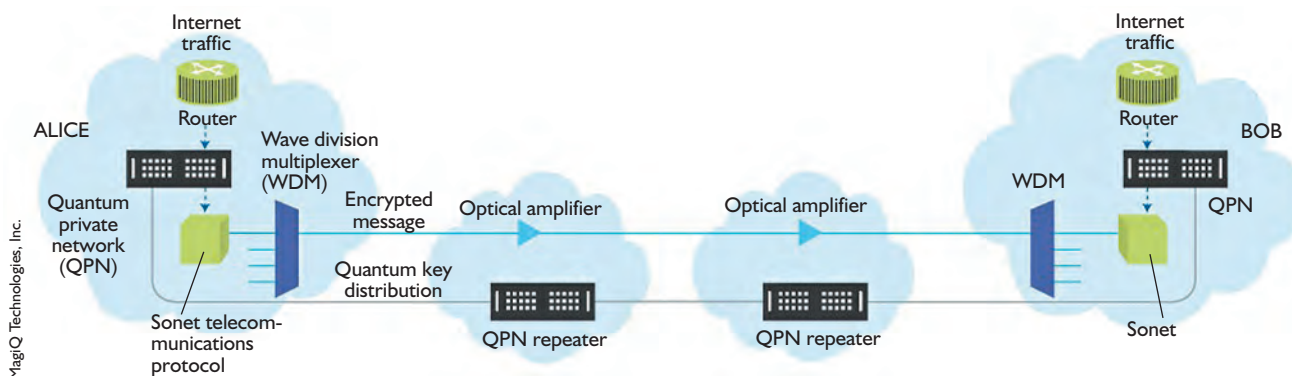 Internet
traffic
Router
ALICE
Wave division
multiplexer
(WDM)
Quantum
private
network
(QPN)
Encrypted
message
Quantum key
distribution
Sonet telecom-
munications
protocol
Optical amplifier
QPN repeater
Optical amplifier
QPN repeater
Internet
traffic
Router
BOB
WDM
QPN
Sonet
MagiQ Technologies, Inc.